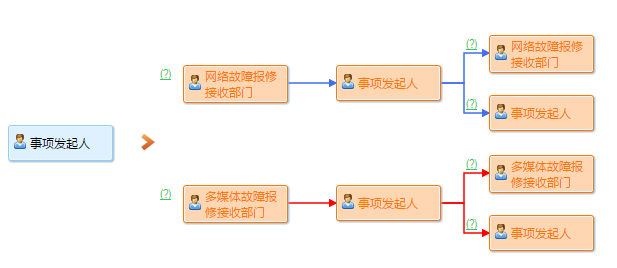 事项发起人
(?)
网络故障报修
接收部门
事项发起人
(?)
网络故障报修
接收部门
(?)
事项发起人
(?)
多媒体故障报
修接收部门
事项发起人
(?)
多媒体故障报
修接收部门
(?)
事项发起人